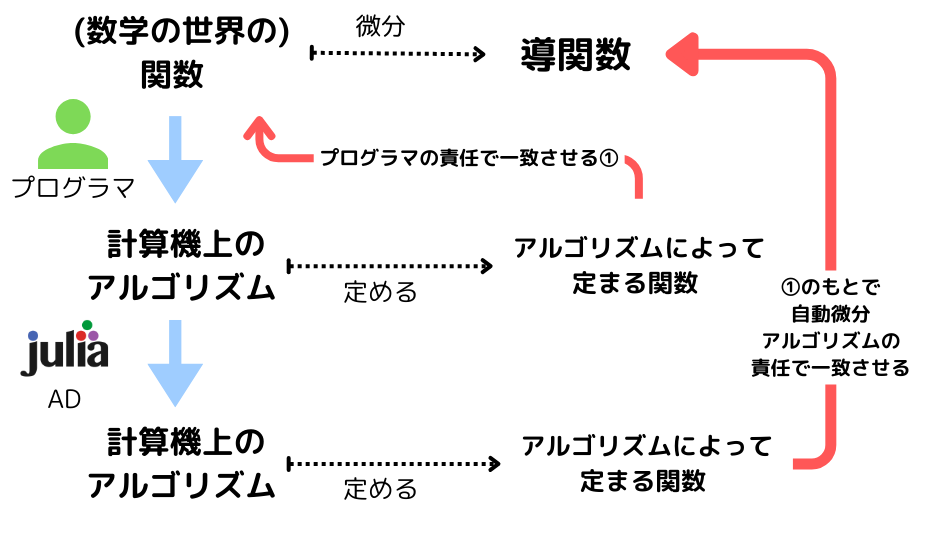 (数学の世界の)
関数
微分
導関数
プログラマ
プログラマの責任で一致させる①
計算機上の
アルゴリズム
定める
アルゴリズムによって
定まる関数
①のもとで
自動微分
アルゴリズムの
責任で一致させる
julia
AD
計算機上の
アルゴリズム
定める
アルゴリズムによって
定まる関数